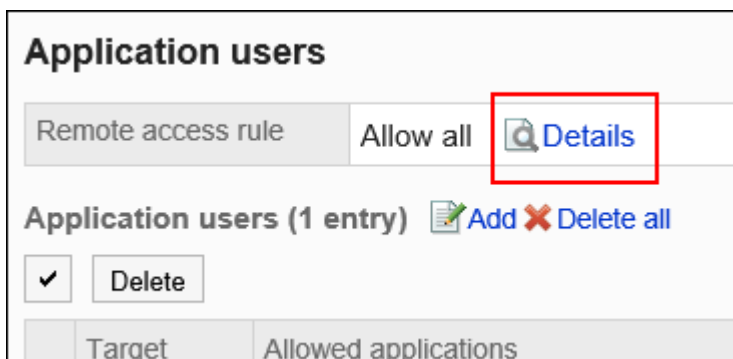 Application users
Remote access rule Allow all Details
Application users (1 entry) Add Delete all
Delete
Target Allowed applications